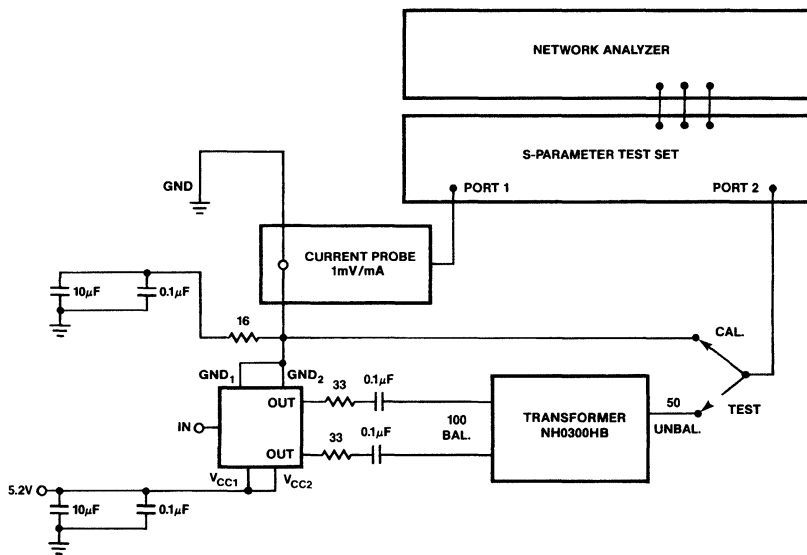 NETWORK ANALYZER
S-PARAMETER TEST SET
PORT 1
PORT 2
GND
CURRENT PROBE
1mV/mA
10µF
0.1µF
16
CAL.
GND1
GND2
33
0.1µF
OUT
IN
100
BAL.
TRANSFORMER
NH0300HB
50
UNBAL.
TEST
33
0.1µF
OUT
VCC1
VCC2
5.2V
10µF
0.1µF